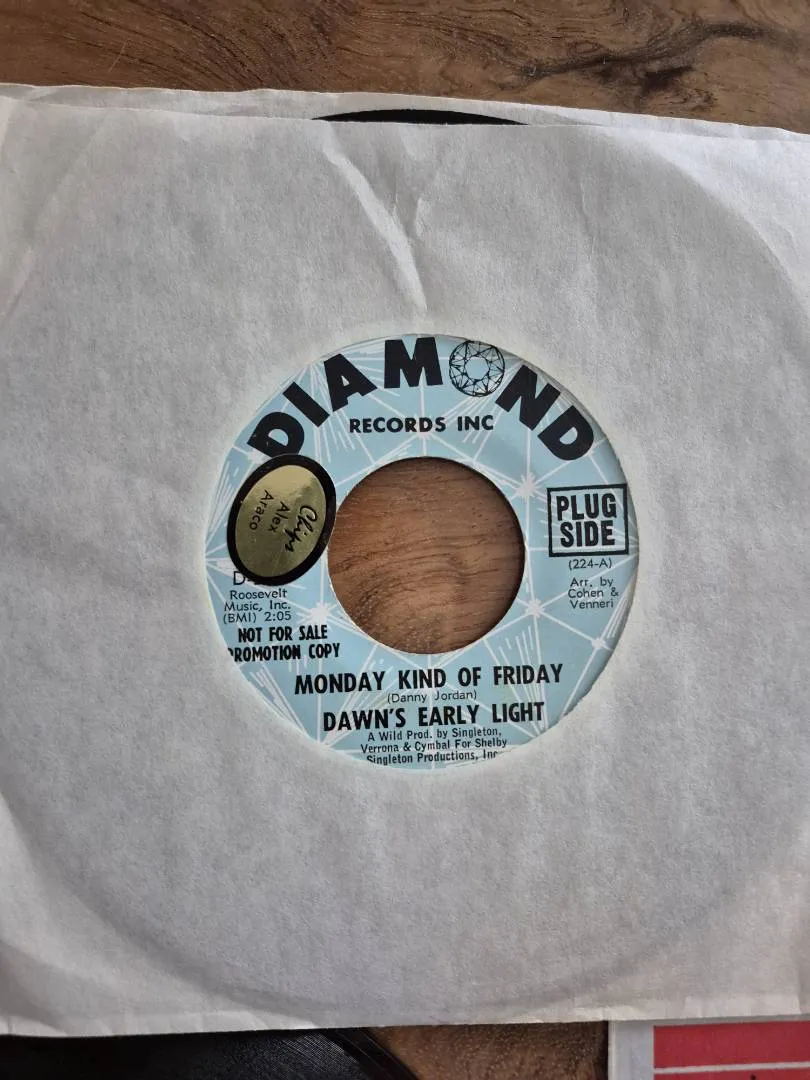 DIAMOND
RECORDS INC
PLUG
SIDE
(224-A)
Arr. by
Cohen &
Venneri
Chips
Alex
Araco
Roosevelt
Music, Inc.
(BMI) 2:05
NOT FOR SALE
PROMOTION COPY
MONDAY KIND OF FRIDAY
(Danny Jordan)
DAWN'S EARLY LIGHT
A Wild Prod. by Singleton,
Verrona & Cymbal For Shelby
Singleton Productions, Inc.